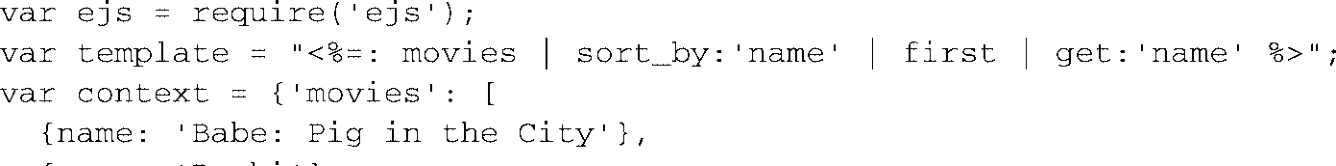 var ejs = require('ejs');
var template = "<%=: movies | sort_by:'name' | first | get:'name' %>";
var context = {'movies': [
  {name: 'Babe: Pig in the City'},